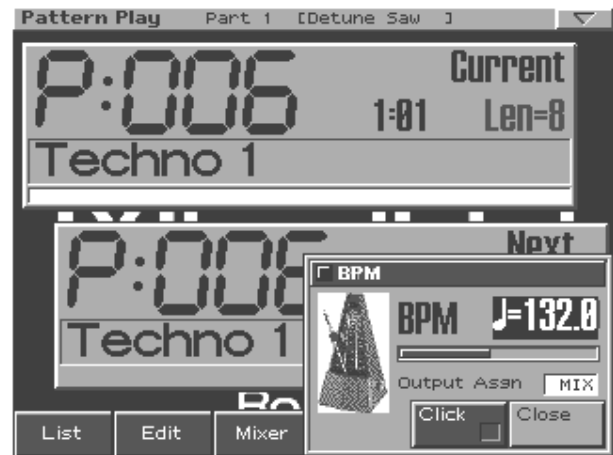 Pattern Play Part 1 [Detune Saw ]
P:006 Current
1:01 Len=8
Techno 1
P:006 Next
Techno 1
BPM
BPM ♩=132.0
Output Assgn MIX
Click Close
List Edit Mixer